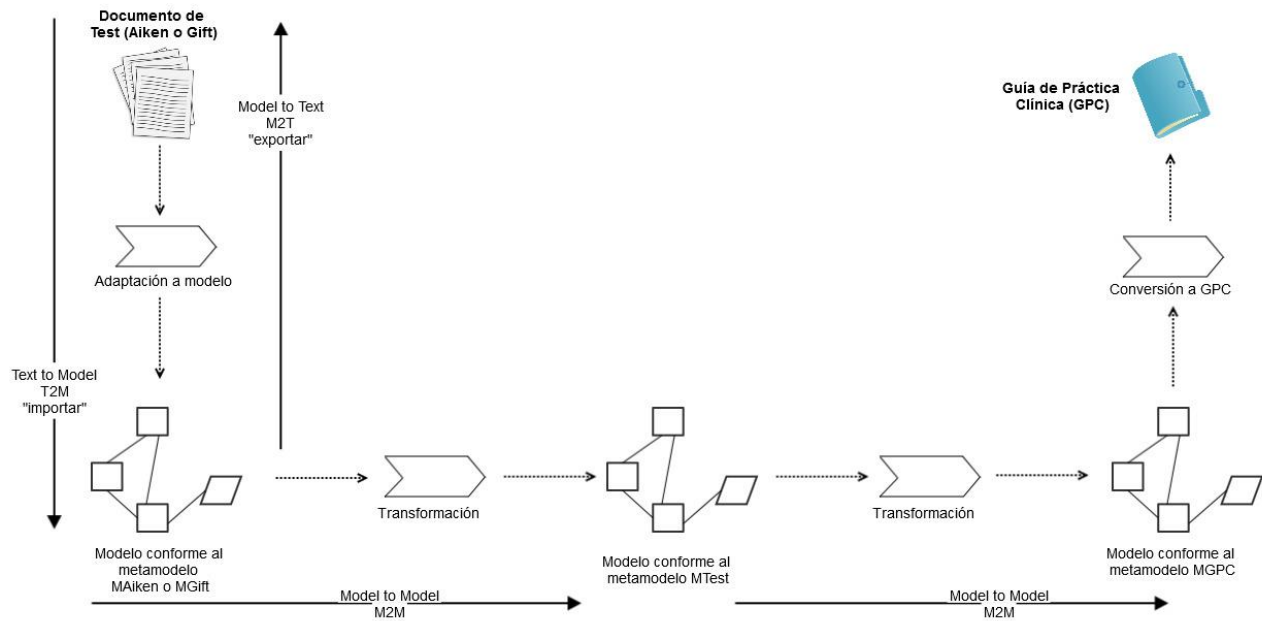 Documento de
Test (Aiken o Gift)
Model to Text
M2T
"exportar"
Guía de Práctica
Clínica (GPC)
Adaptación a modelo
Conversión a GPC
Text to Model
T2M
"importar"
Transformación
Transformación
Modelo conforme al
metamodelo
MAiken o MGift
Modelo conforme al
metamodelo MTest
Modelo conforme al
metamodelo MGPC
Model to Model
M2M
Model to Model
M2M